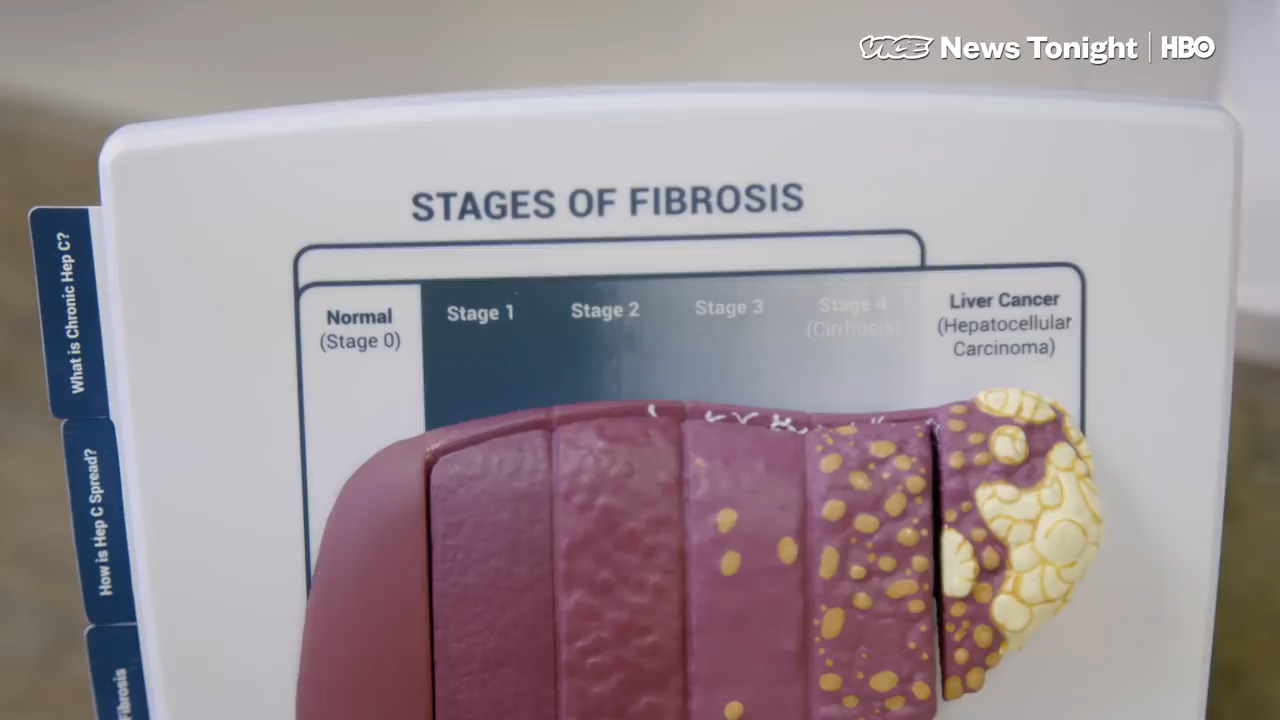 VICE News Tonight | HBO
STAGES OF FIBROSIS
Normal
(Stage 0)
Stage 1
Stage 2
Stage 3
Stage 4
(Cirrhosis)
Liver Cancer
(Hepatocellular
Carcinoma)
What is Chronic Hep C?
How is Hep C Spread?
Fibrosis